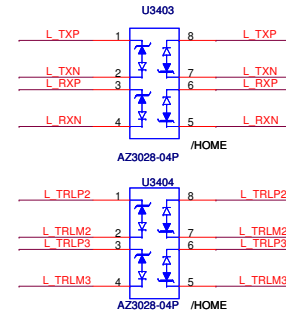 U3403
L_TXP 1 8 L_TXP
L_TXN 2 7 L_TXN
L_RXP 3 6 L_RXP
L_RXN 4 5 L_RXN
/HOME
AZ3028-04P
U3404
L_TRLP2 1 8 L_TRLP2
L_TRLM2 2 7 L_TRLM2
L_TRLP3 3 6 L_TRLP3
L_TRLM3 4 5 L_TRLM3
AZ3028-04P /HOME